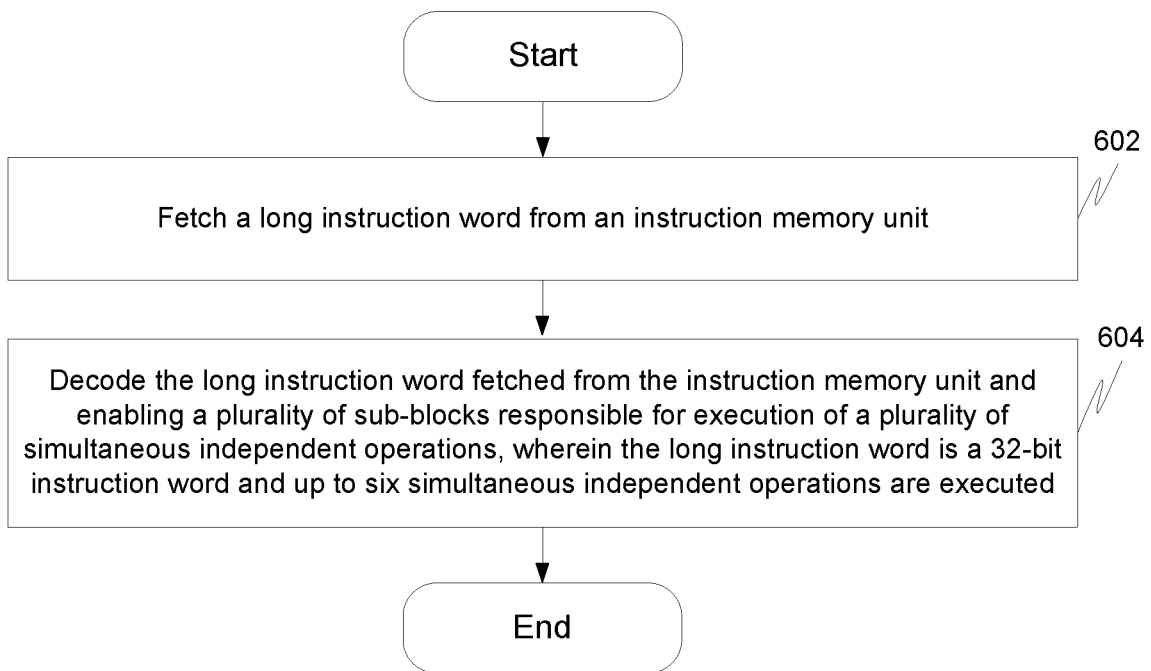 Start
602
Fetch a long instruction word from an instruction memory unit
604
Decode the long instruction word fetched from the instruction memory unit and
enabling a plurality of sub-blocks responsible for execution of a plurality of
simultaneous independent operations, wherein the long instruction word is a 32-bit
instruction word and up to six simultaneous independent operations are executed
End